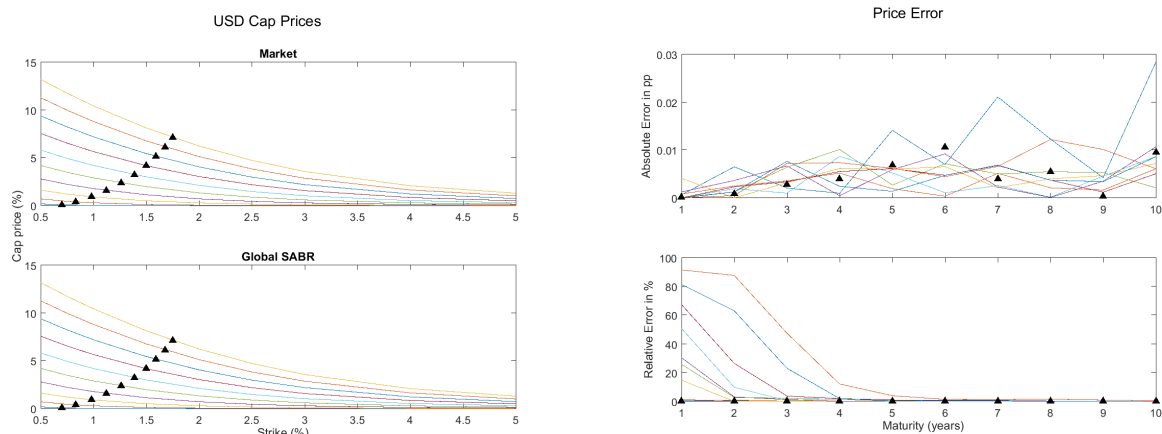 USD Cap Prices
Market
15
10
5
0
0.5 1 1.5 2 2.5 3 3.5 4 4.5 5
Cap price (%)
Global SABR
15
10
5
0
0.5 1 1.5 2 2.5 3 3.5 4 4.5 5
Strike (%)
Price Error
0.03
0.02
0.01
0
Absolute Error in pp
1 2 3 4 5 6 7 8 9 10
100
80
60
40
20
0
Relative Error in %
1 2 3 4 5 6 7 8 9 10
Maturity (years)